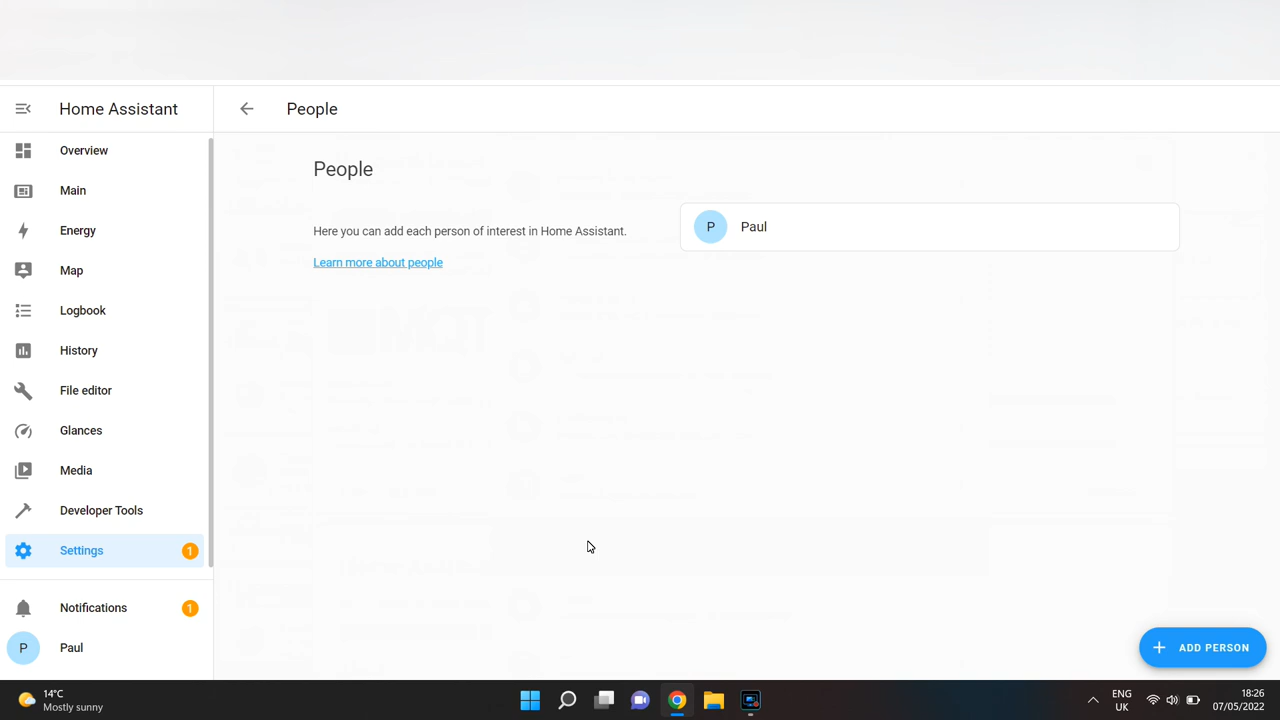 Home Assistant
People
Overview
Main
Energy
Map
Logbook
History
File editor
Glances
Media
Developer Tools
Settings
1
Notifications
1
P
Paul
People
Here you can add each person of interest in Home Assistant.
Learn more about people
P
Paul
ADD PERSON
14°C
Mostly sunny
ENG
UK
18:26
07/05/2022